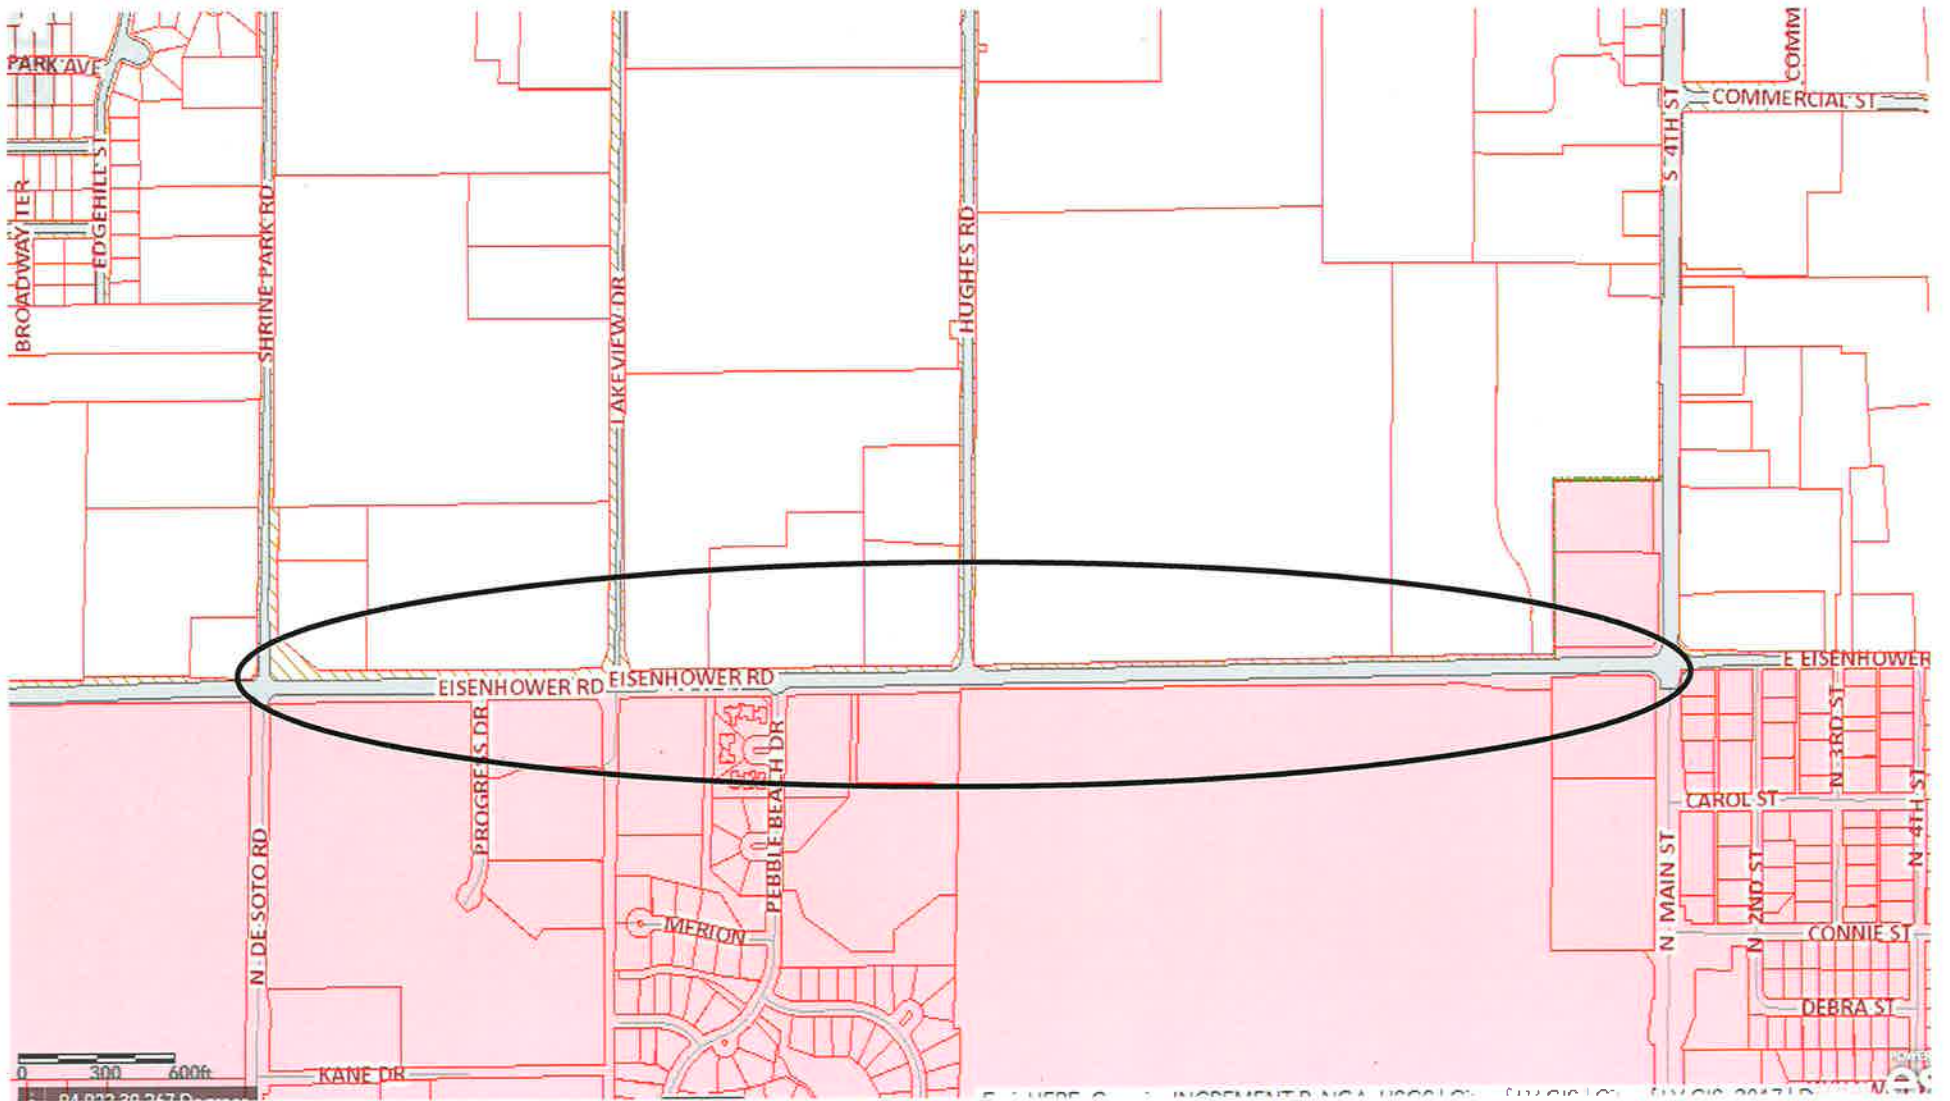 PARK AVE
COMM
COMMERCIAL ST
S 4TH ST
EDGEHILL ST
BROADWAY TER
SHRINE PARK RD
LAKEVIEW DR
HUGHES RD
E EISENHOWER
EISENHOWER RD
EISENHOWER RD
PROGRESS DR
PEBBLE BEACH DR
N 3RD ST
N 4TH ST
CAROL ST
N DE SOTO RD
N MAIN ST
N 2ND ST
MERION
CONNIE ST
DEBRA ST
KANE DR
0 300 600ft